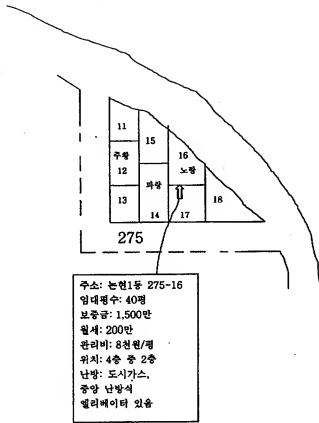 11
15
16
주황
노랑
12
파랑
13
18
14
17
275
주소: 논현1동 275-16
임대평수: 40평
보증금: 1,500만
월세: 200만
관리비: 8천원/평
위치: 4층 중 2층
난방: 도시가스,
중앙 난방식
엘리베이터 있음